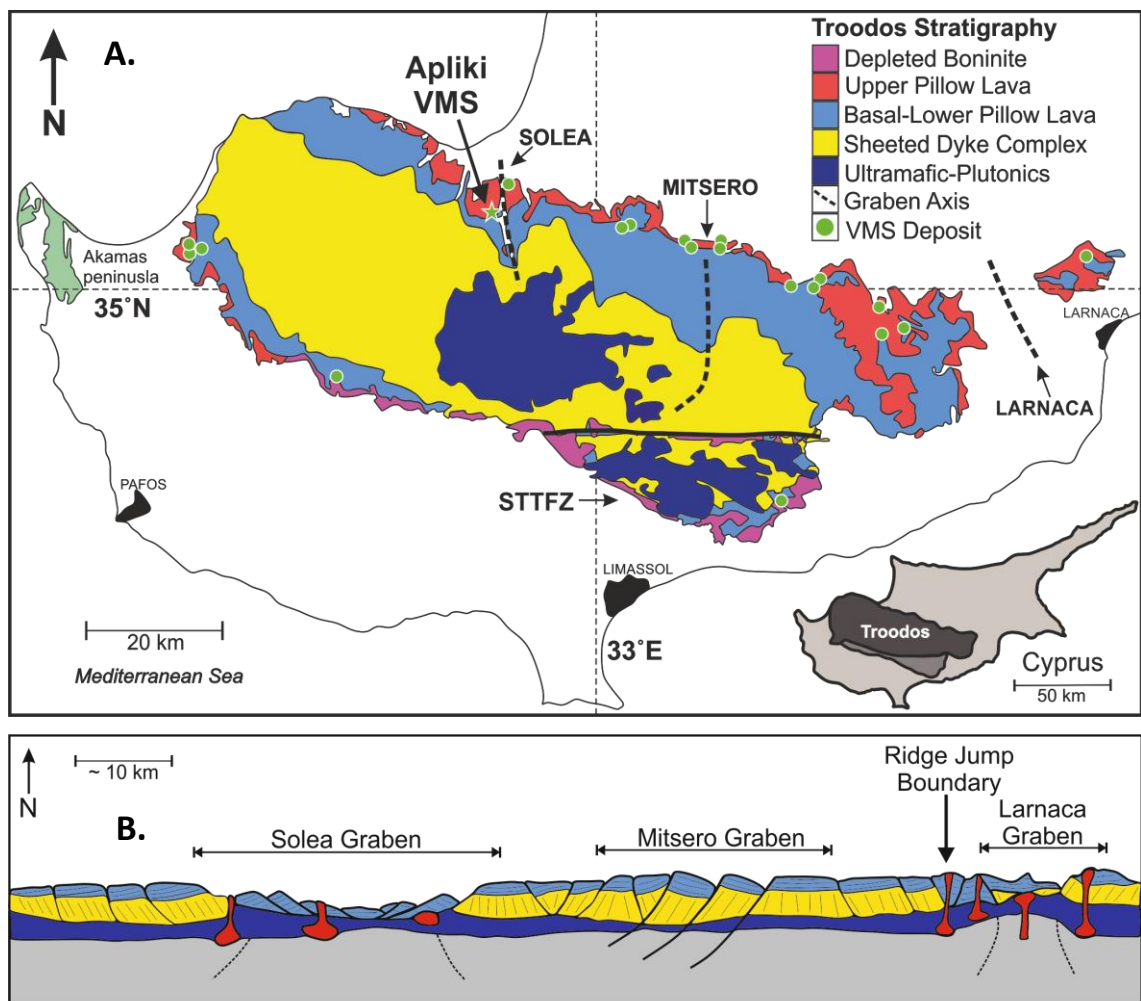 A.
N
Apliki
VMS
SOLEA
MITSERO
Troodos Stratigraphy
Depleted Boninite
Upper Pillow Lava
Basal-Lower Pillow Lava
Sheeted Dyke Complex
Ultramafic-Plutonics
Graben Axis
VMS Deposit
Akamas
peninusla
35°N
LARNACA
LARNACA
PAFOS
STTFZ
LIMASSOL
33°E
20 km
Mediterranean Sea
Troodos
Cyprus
50 km
~ 10 km
N
B.
Solea Graben
Mitsero Graben
Ridge Jump
Boundary
Larnaca
Graben